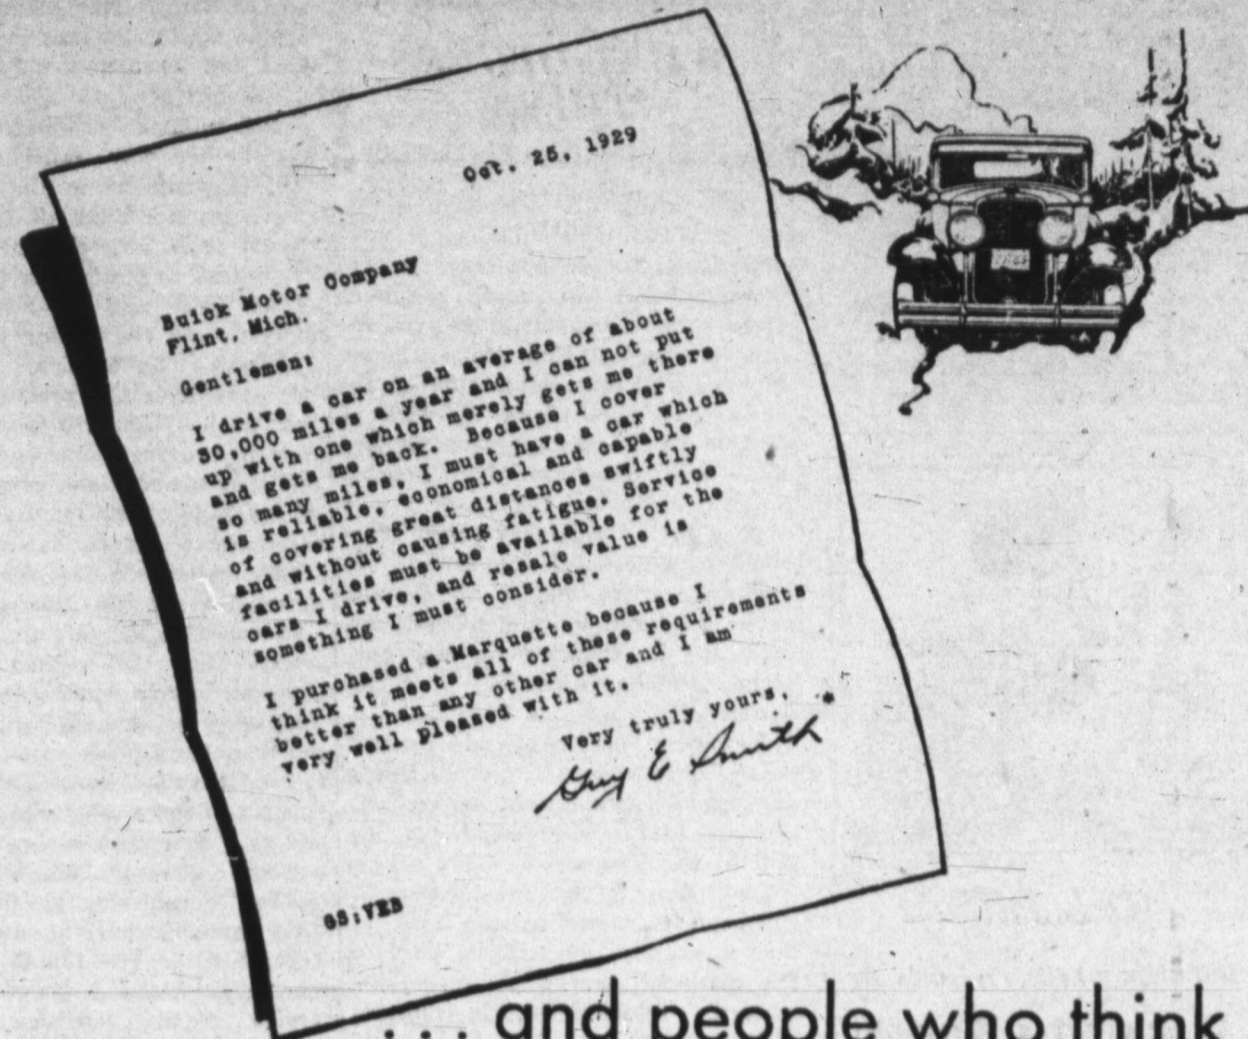 Oct. 25, 1929
Buick Motor Company
Flint, Mich.
Gentlemen:
I drive a car on an average of about
30,000 miles a year and I can not put
up with one which merely gets me there
and gets me back. Because I cover
so many miles, I must have a car which
is reliable, economical and capable
of covering great distances swiftly
and without causing fatigue. Service
facilities must be available for the
cars I drive, and resale value is
something I must consider.
I purchased a Marquette because I
think it meets all of these requirements
better than any other car and I am
very well pleased with it.
Very truly yours,
Guy E Smith
GS:VEB
... and people who think